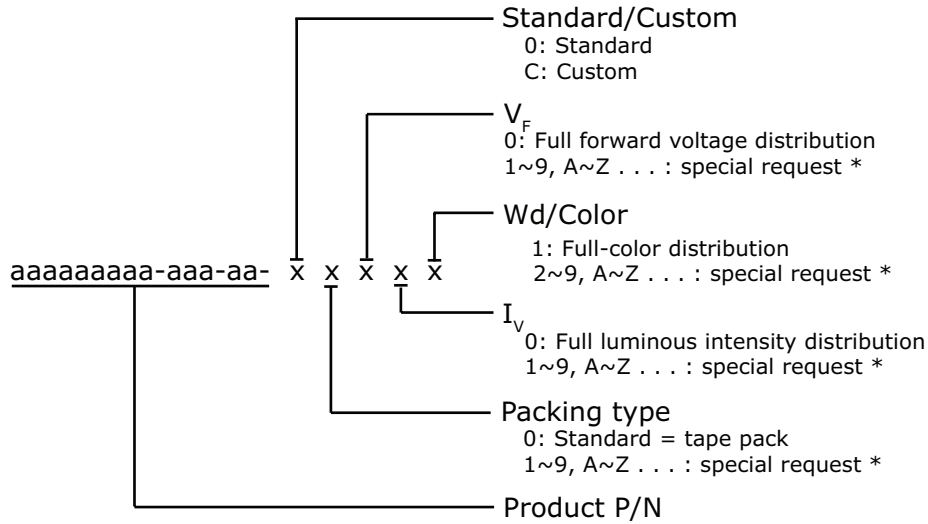 Standard/Custom
0: Standard
C: Custom
V_F
0: Full forward voltage distribution
1~9, A~Z . . . : special request *
Wd/Color
1: Full-color distribution
2~9, A~Z . . . : special request *
aaaaaaaaa-aaa-aa- x x x x x
I_V
0: Full luminous intensity distribution
1~9, A~Z . . . : special request *
Packing type
0: Standard = tape pack
1~9, A~Z . . . : special request *
Product P/N